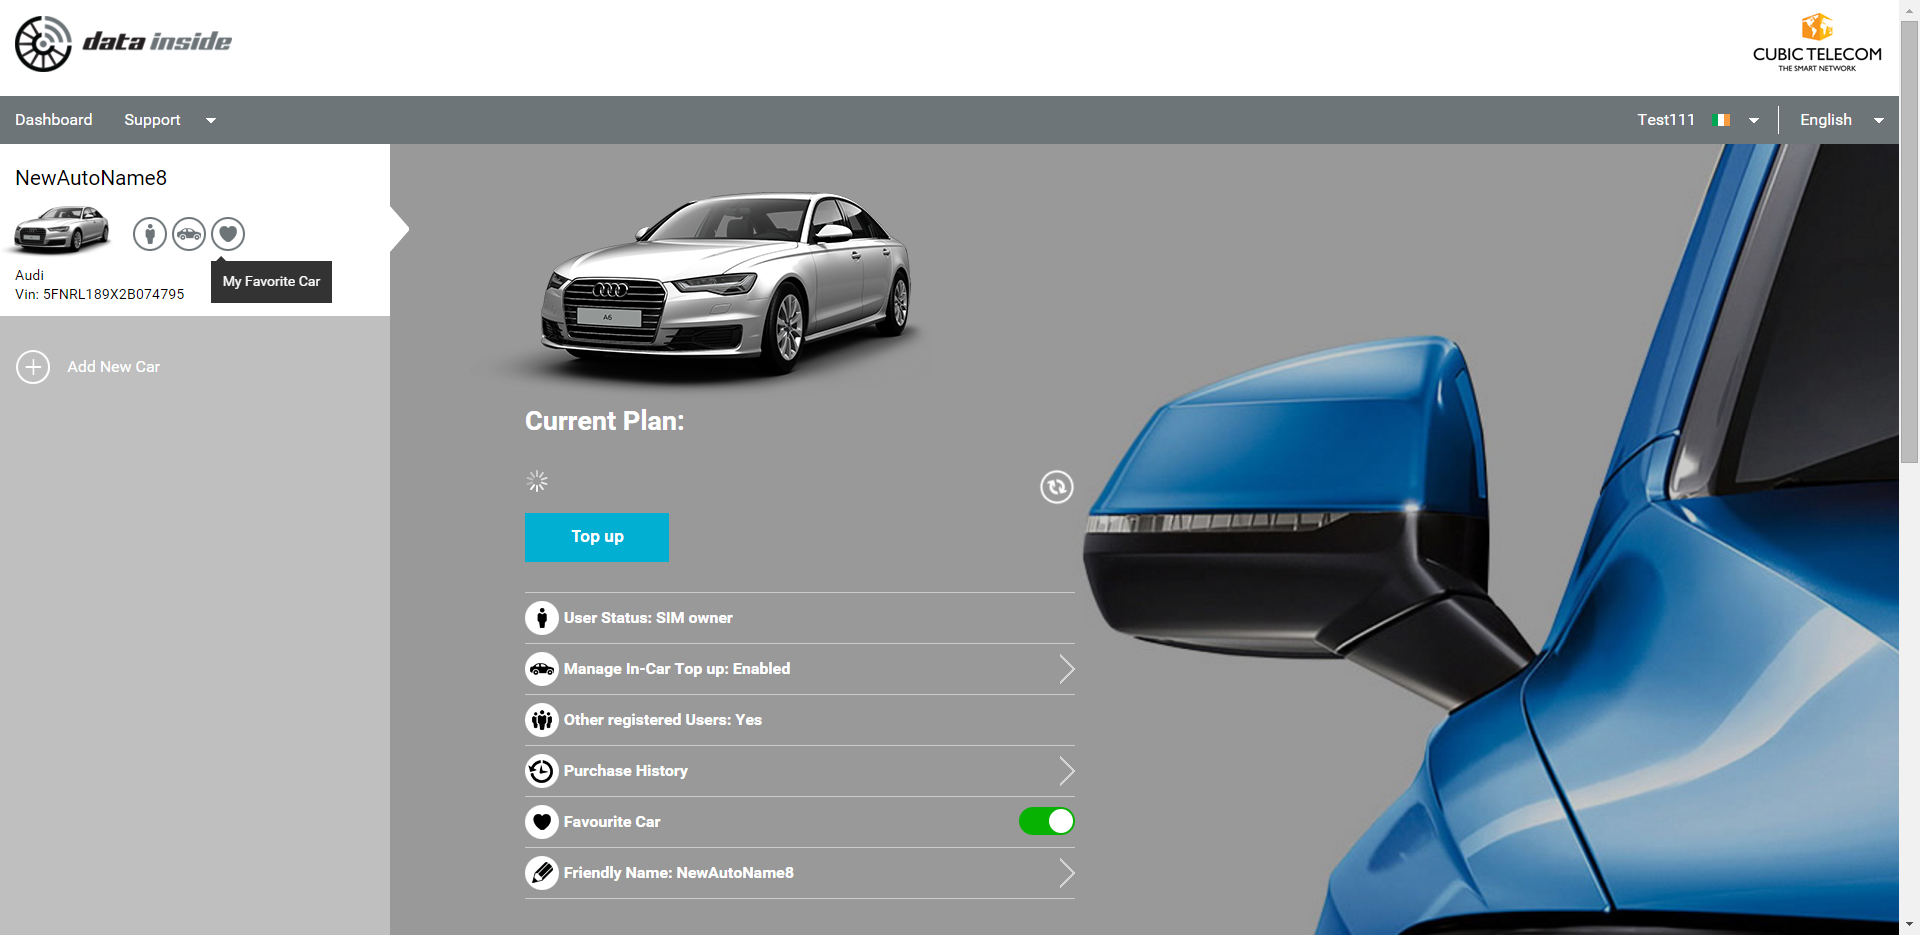 data inside
CUBIC TELECOM
THE SMART NETWORK
Dashboard
Support
Test111
English
NewAutoName8
My Favorite Car
Audi
Vin: 5FNRL189X2B074795
Add New Car
A6
Current Plan:
Top up
User Status: SIM owner
Manage In-Car Top up: Enabled
Other registered Users: Yes
Purchase History
Favourite Car
Friendly Name: NewAutoName8